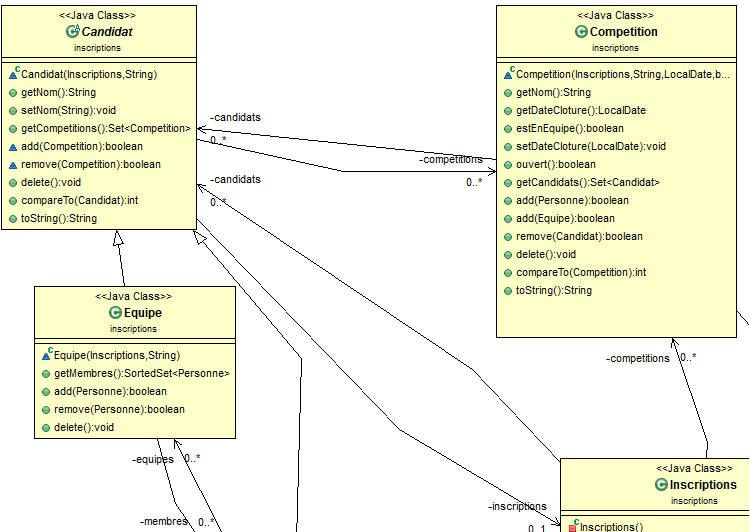 <<Java Class>>
Candidat
inscriptions
Candidat(Inscriptions,String)
getNom():String
setNom(String):void
getCompetitions():Set<Competition>
add(Competition):boolean
remove(Competition):boolean
delete():void
compareTo(Candidat):int
toString():String
<<Java Class>>
Competition
inscriptions
Competition(Inscriptions,String,LocalDate,b...
getNom():String
getDateCloture():LocalDate
estEnEquipe():boolean
setDateCloture(LocalDate):void
ouvert():boolean
getCandidats():Set<Candidat>
add(Personne):boolean
add(Equipe):boolean
remove(Candidat):boolean
delete():void
compareTo(Competition):int
toString():String
-candidats
0..*
-competitions
0..*
-candidats
0..*
<<Java Class>>
Equipe
inscriptions
Equipe(Inscriptions,String)
getMembres():SortedSet<Personne>
add(Personne):boolean
remove(Personne):boolean
delete():void
-competitions
0..*
-equipes
0..*
-membres
0..*
-inscriptions
0..1
<<Java Class>>
Inscriptions
inscriptions
Inscriptions()